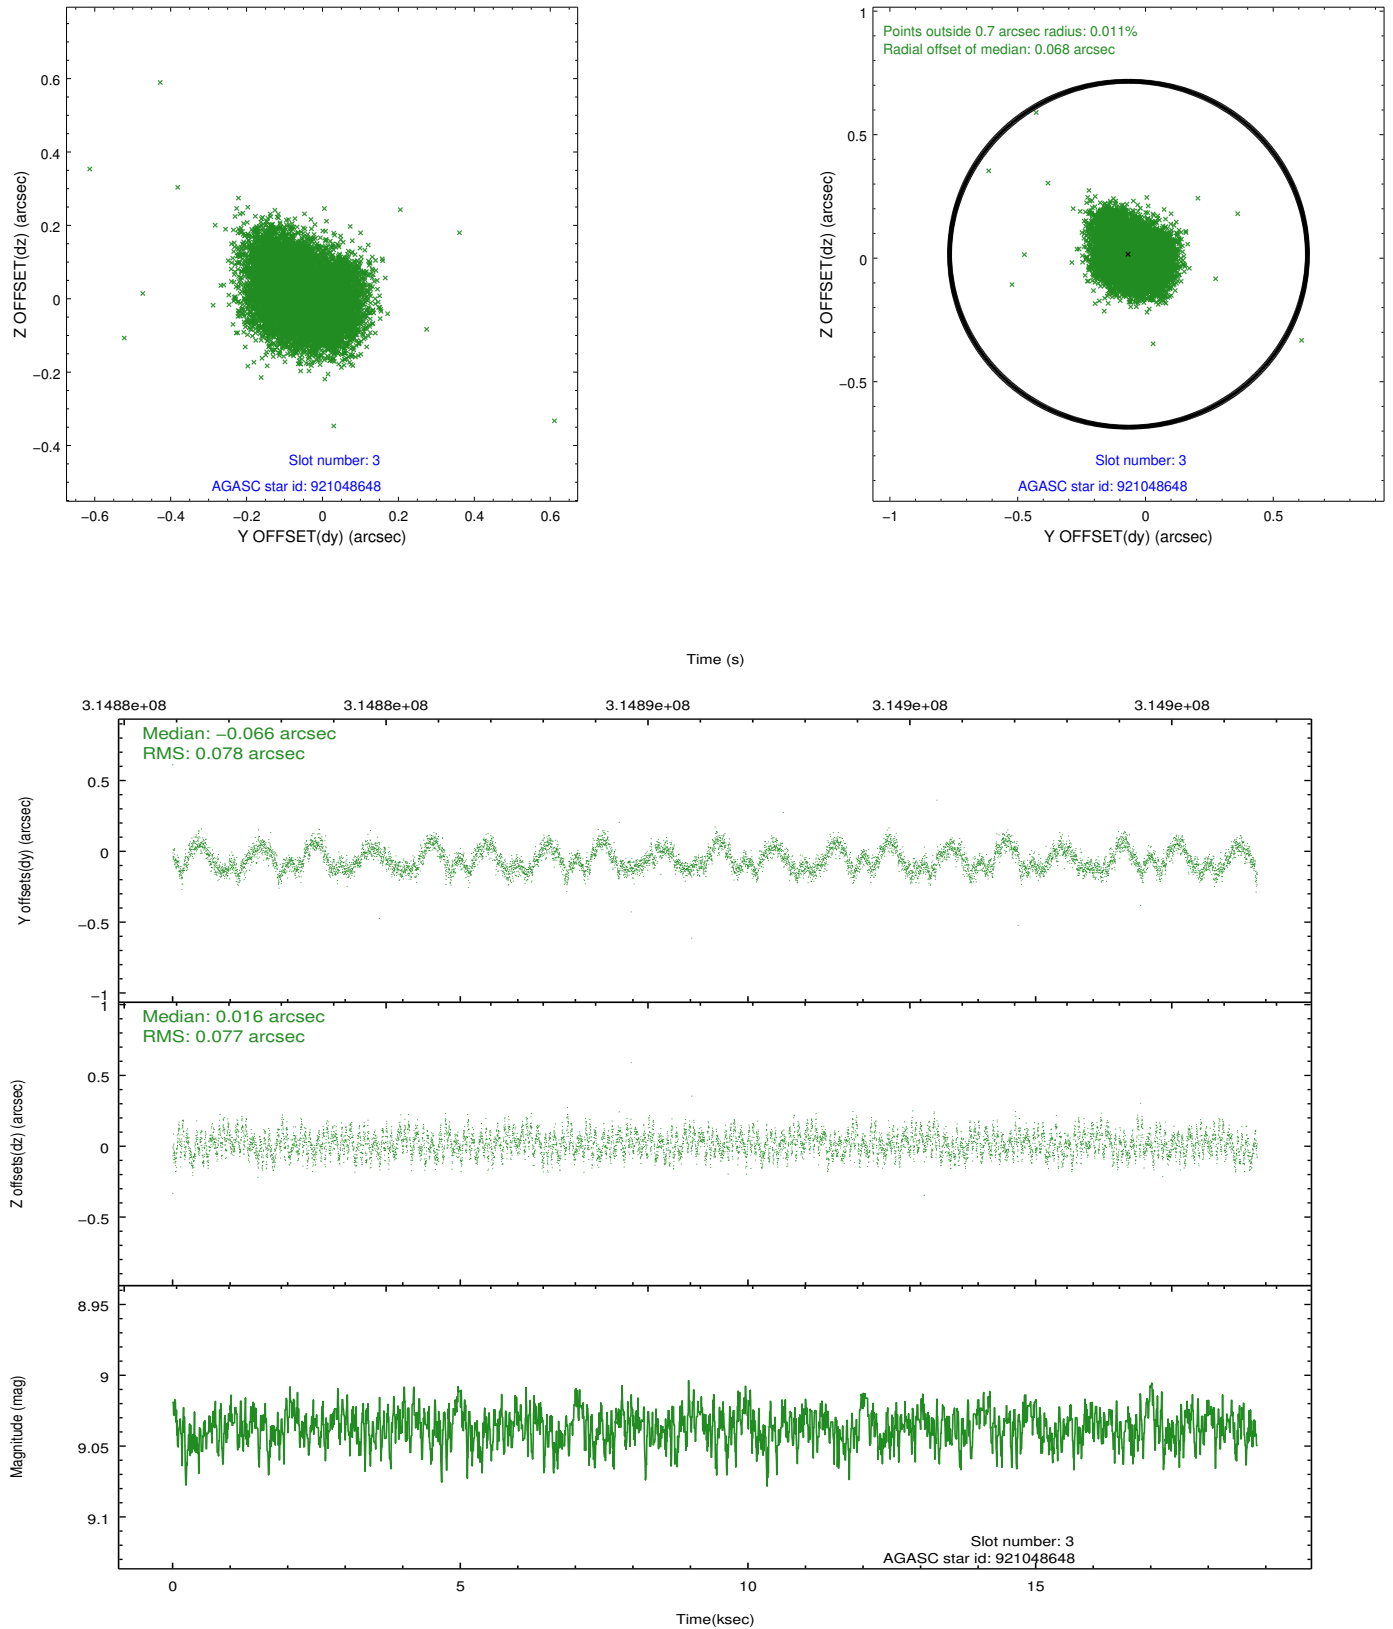 0.6
0.4
0.2
0
−0.2
−0.4
Z OFFSET(dz) (arcsec)
Slot number: 3
AGASC star id: 921048648
−0.6 −0.4 −0.2 0 0.2 0.4 0.6
Y OFFSET(dy) (arcsec)
Points outside 0.7 arcsec radius: 0.011%
Radial offset of median: 0.068 arcsec
1
0.5
0
−0.5
Z OFFSET(dz) (arcsec)
Slot number: 3
AGASC star id: 921048648
−1 −0.5 0 0.5
Y OFFSET(dy) (arcsec)
Time (s)
3.1488e+08 3.1488e+08 3.1489e+08 3.149e+08 3.149e+08
Median: −0.066 arcsec
RMS: 0.078 arcsec
0.5
0
−0.5
−1
Y offsets(dy) (arcsec)
Median: 0.016 arcsec
RMS: 0.077 arcsec
1
0.5
0
−0.5
Z offsets(dz) (arcsec)
8.95
9
9.05
9.1
Magnitude (mag)
Slot number: 3
AGASC star id: 921048648
0 5 10 15
Time(ksec)